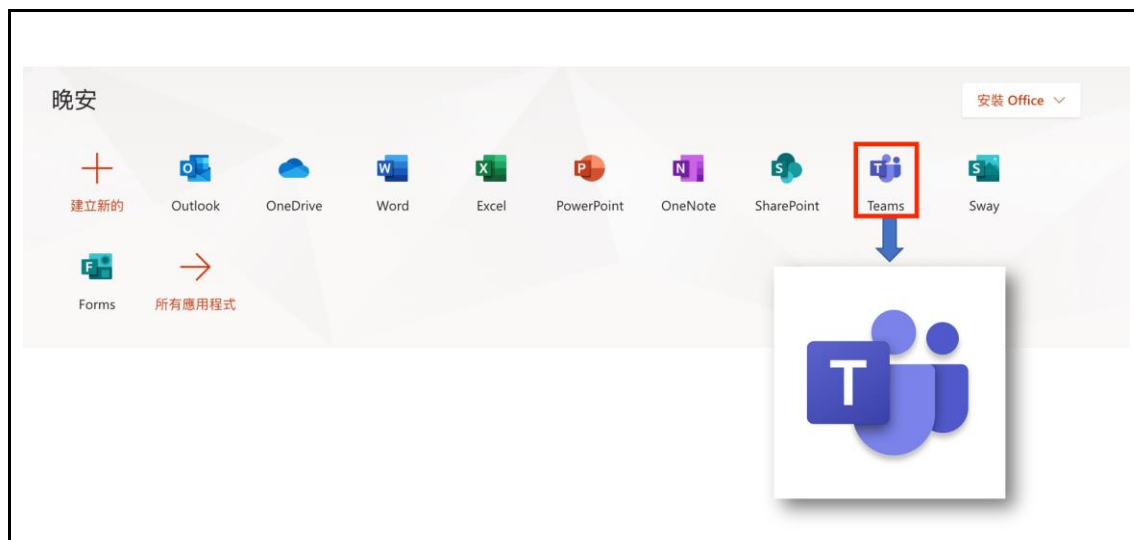 晚安
安裝 Office
建立新的 Outlook OneDrive Word Excel PowerPoint OneNote SharePoint Teams Sway
Forms 所有應用程式
T